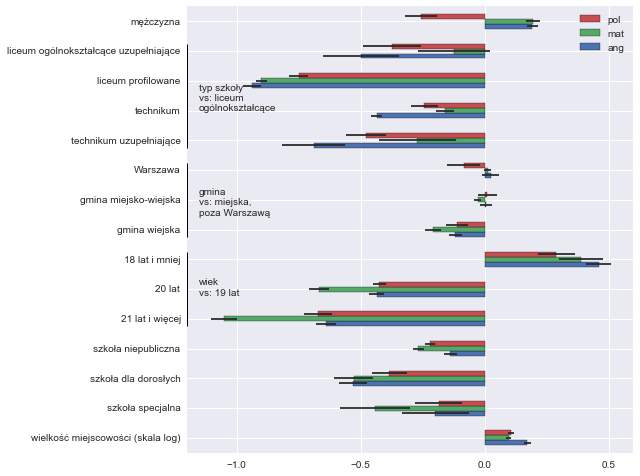 mężczyzna
liceum ogólnokształcące uzupełniające
liceum profilowane
technikum
technikum uzupełniające
Warszawa
gmina miejsko-wiejska
gmina wiejska
18 lat i mniej
20 lat
21 lat i więcej
szkoła niepubliczna
szkoła dla dorosłych
szkoła specjalna
wielkość miejscowości (skala log)
typ szkoły
vs: liceum
ogólnokształcące
gmina
vs: miejska,
poza Warszawą
wiek
vs: 19 lat
pol
mat
ang
−1.0 −0.5 0.0 0.5